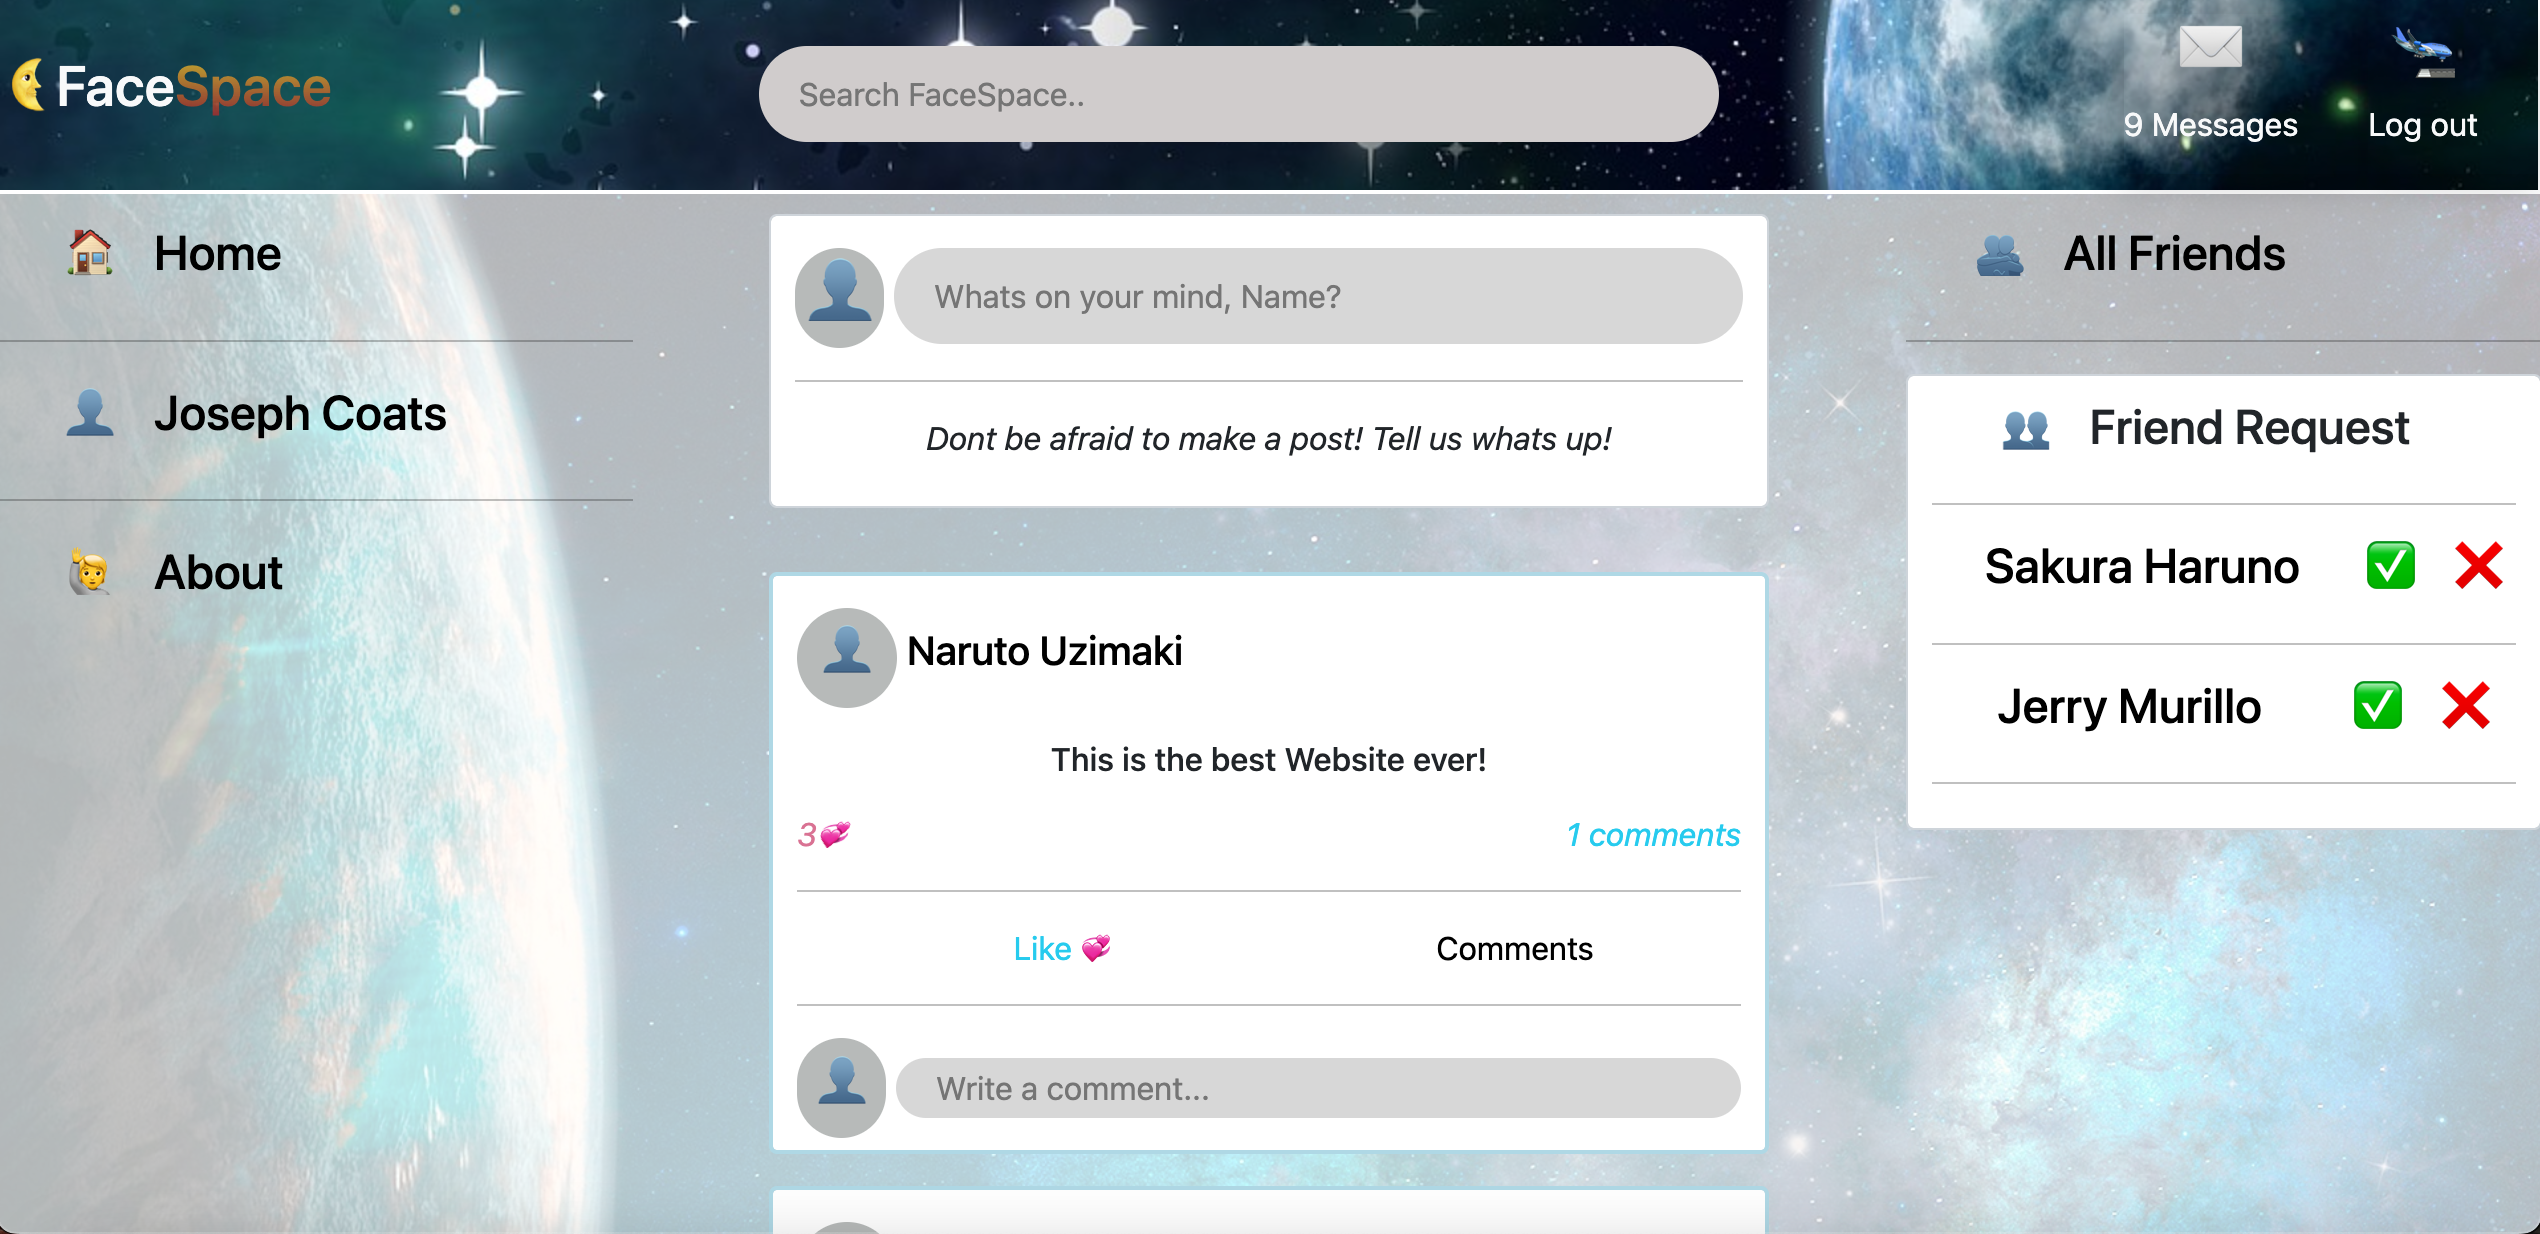 FaceSpace
Search FaceSpace..
9 Messages
Log out
Home
Joseph Coats
About
Whats on your mind, Name?
Dont be afraid to make a post! Tell us whats up!
Naruto Uzimaki
This is the best Website ever!
3
1 comments
Like
Comments
Write a comment...
All Friends
Friend Request
Sakura Haruno
Jerry Murillo